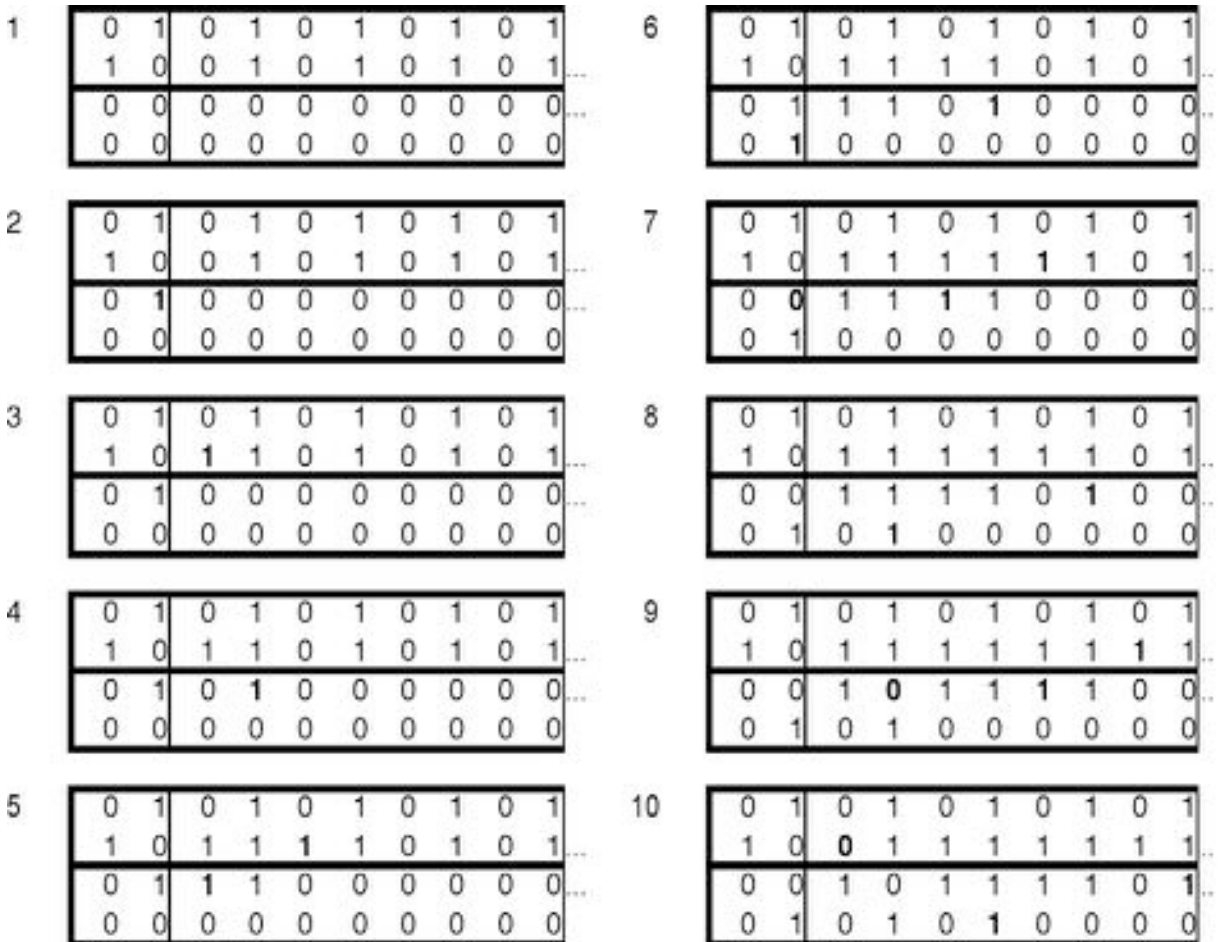 1
0 1 0 1 0 1 0 1 0 1
1 0 0 1 0 1 0 1 0 1...
0 0 0 0 0 0 0 0 0 0...
0 0 0 0 0 0 0 0 0 0
2
0 1 0 1 0 1 0 1 0 1
1 0 0 1 0 1 0 1 0 1...
0 1 0 0 0 0 0 0 0 0...
0 0 0 0 0 0 0 0 0 0
3
0 1 0 1 0 1 0 1 0 1
1 0 1 1 0 1 0 1 0 1...
0 1 0 0 0 0 0 0 0 0...
0 0 0 0 0 0 0 0 0 0
4
0 1 0 1 0 1 0 1 0 1
1 0 1 1 0 1 0 1 0 1...
0 1 0 1 0 0 0 0 0 0...
0 0 0 0 0 0 0 0 0 0
5
0 1 0 1 0 1 0 1 0 1
1 0 1 1 1 1 0 1 0 1...
0 1 1 1 0 0 0 0 0 0...
0 0 0 0 0 0 0 0 0 0
6
0 1 0 1 0 1 0 1 0 1
1 0 1 1 1 1 0 1 0 1..
0 1 1 1 0 1 0 0 0 0..
0 1 0 0 0 0 0 0 0 0
7
0 1 0 1 0 1 0 1 0 1
1 0 1 1 1 1 1 1 0 1..
0 0 1 1 1 1 0 0 0 0..
0 1 0 0 0 0 0 0 0 0
8
0 1 0 1 0 1 0 1 0 1
1 0 1 1 1 1 1 1 0 1..
0 0 1 1 1 1 0 1 0 0..
0 1 0 1 0 0 0 0 0 0
9
0 1 0 1 0 1 0 1 0 1
1 0 1 1 1 1 1 1 1 1..
0 0 1 0 1 1 1 1 0 0..
0 1 0 1 0 0 0 0 0 0
10
0 1 0 1 0 1 0 1 0 1
1 0 0 1 1 1 1 1 1 1..
0 0 1 0 1 1 1 1 0 1..
0 1 0 1 0 1 0 0 0 0